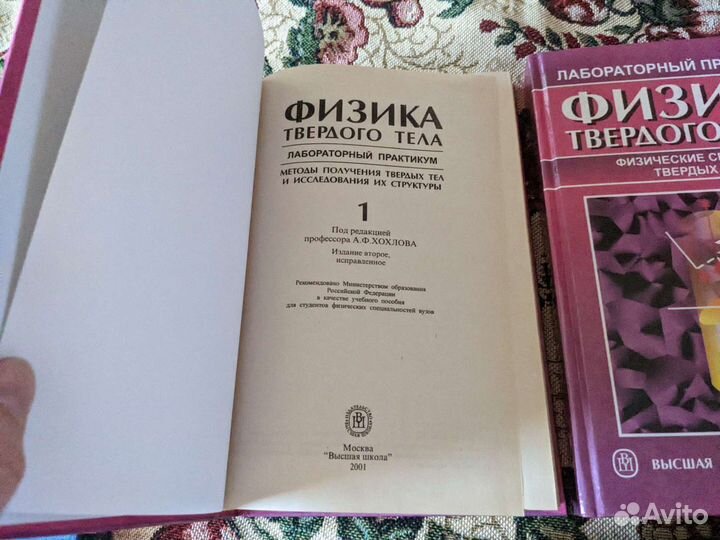 ФИЗИКА
ТВЕРДОГО ТЕЛА
ЛАБОРАТОРНЫЙ ПРАКТИКУМ
МЕТОДЫ ПОЛУЧЕНИЯ ТВЕРДЫХ ТЕЛ
И ИССЛЕДОВАНИЯ ИХ СТРУКТУРЫ
1
Под редакцией
профессора А.Ф.ХОХЛОВА
Издание второе,
исправленное
Рекомендовано Министерством образования
Российской Федерации
в качестве учебного пособия
для студентов физических специальностей вузов
Москва
"Высшая школа"
2001
ЛАБОРАТОРНЫЙ ПР
ФИЗИ
ТВЕРДОГО
ФИЗИЧЕСКИЕ С
ТВЕРДЫХ
ВЫСШАЯ
Avito